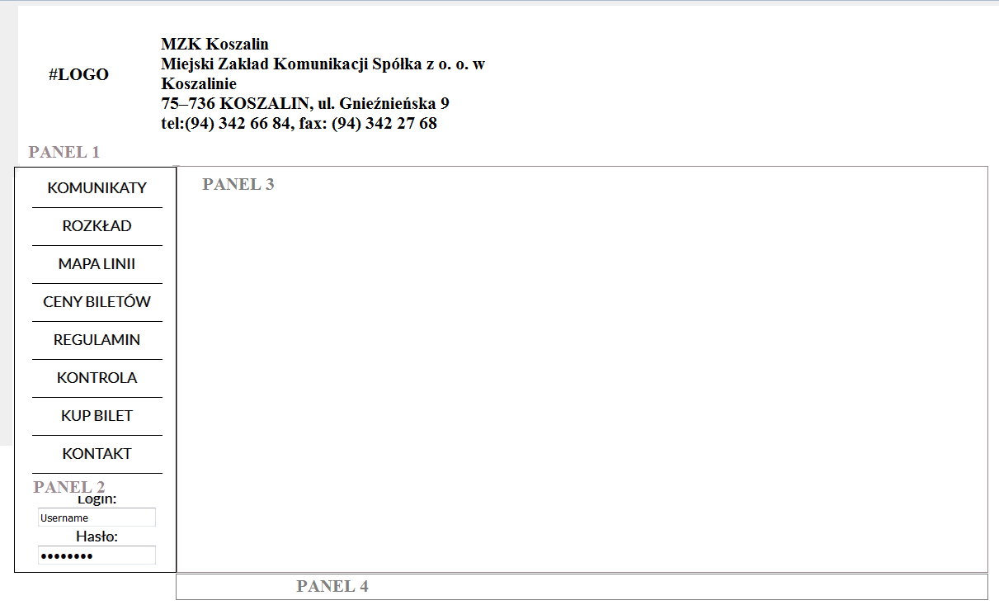 #LOGO
MZK Koszalin
Miejski Zakład Komunikacji Spółka z o. o. w
Koszalinie
75–736 KOSZALIN, ul. Gnieźnieńska 9
tel:(94) 342 66 84, fax: (94) 342 27 68
PANEL 1
KOMUNIKATY
ROZKŁAD
MAPA LINII
CENY BILETÓW
REGULAMIN
KONTROLA
KUP BILET
KONTAKT
PANEL 2
Login:
Username
Hasło:
••••••••
PANEL 3
PANEL 4